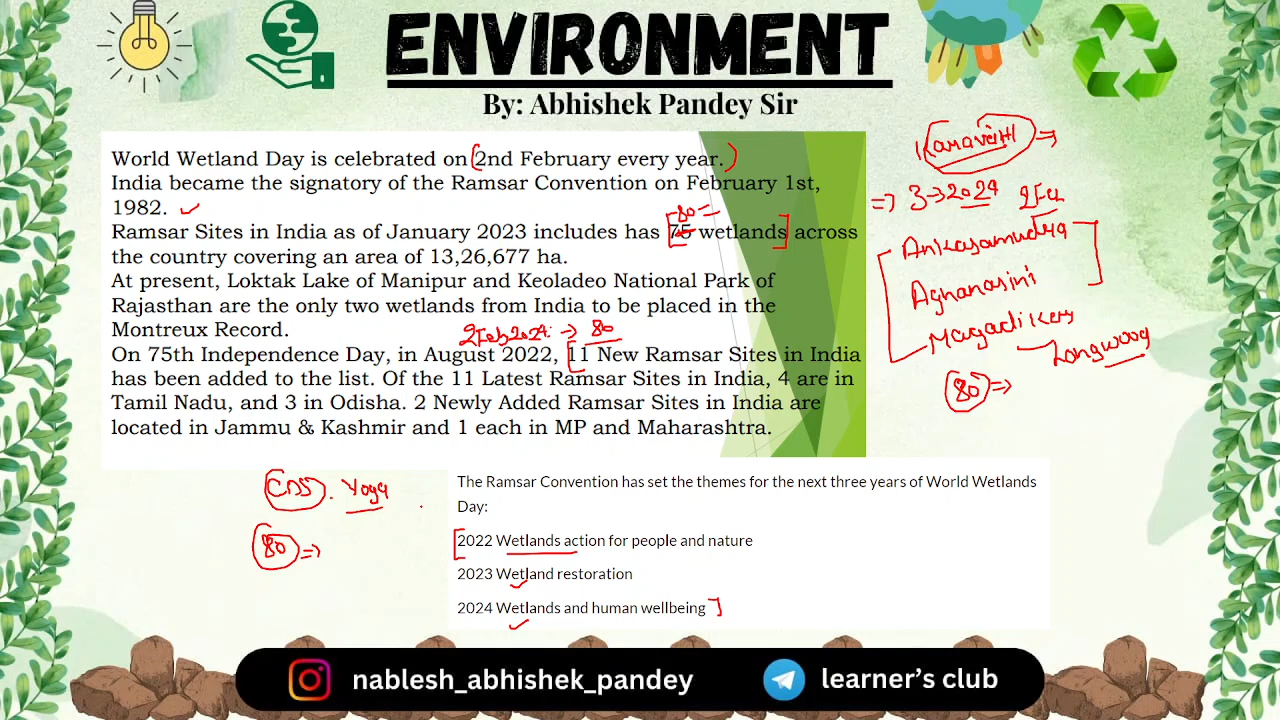 ENVIRONMENT
By: Abhishek Pandey Sir
World Wetland Day is celebrated on (2nd February every year.)
India became the signatory of the Ramsar Convention on February 1st,
1982.
80
Ramsar Sites in India as of January 2023 includes has [75 wetlands] across
the country covering an area of 13,26,677 ha.
At present, Loktak Lake of Manipur and Keoladeo National Park of
Rajasthan are the only two wetlands from India to be placed in the
Montreux Record.
2 Feb 2024 ⇒ 80
On 75th Independence Day, in August 2022, [11 New Ramsar Sites in India
has been added to the list. Of the 11 Latest Ramsar Sites in India, 4 are in
Tamil Nadu, and 3 in Odisha. 2 Newly Added Ramsar Sites in India are
located in Jammu & Kashmir and 1 each in MP and Maharashtra.
⇒ 3 → 2024
Aghanasini
Magadi Kere
Longwood
80 ⇒
Yoga
80 ⇒
The Ramsar Convention has set the themes for the next three years of World Wetlands
Day:
[2022 Wetlands action for people and nature
2023 Wetland restoration
2024 Wetlands and human wellbeing]
nablesh_abhishek_pandey
learner's club